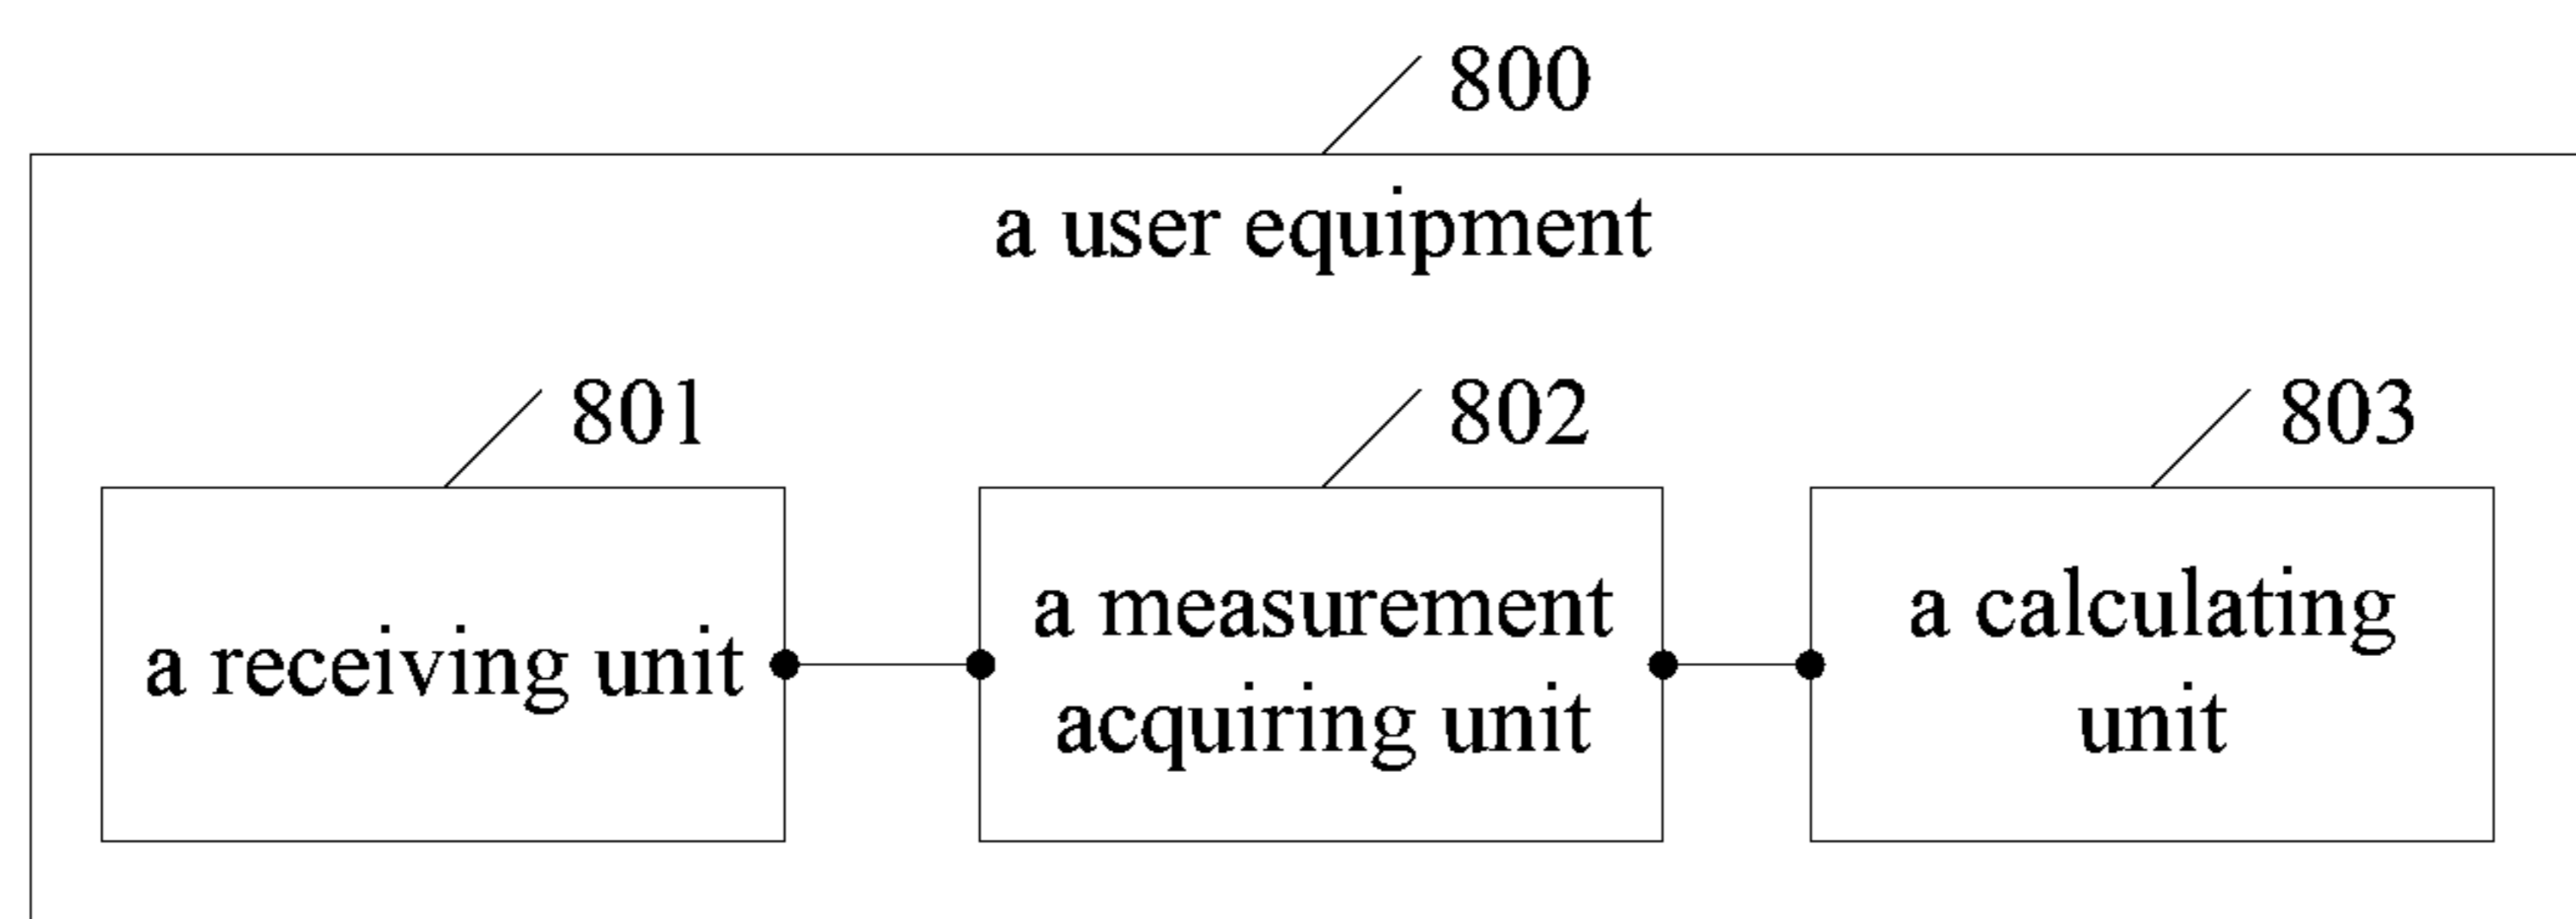 800
a user equipment
801
802
803
a receiving unit
a measurement
acquiring unit
a calculating
unit